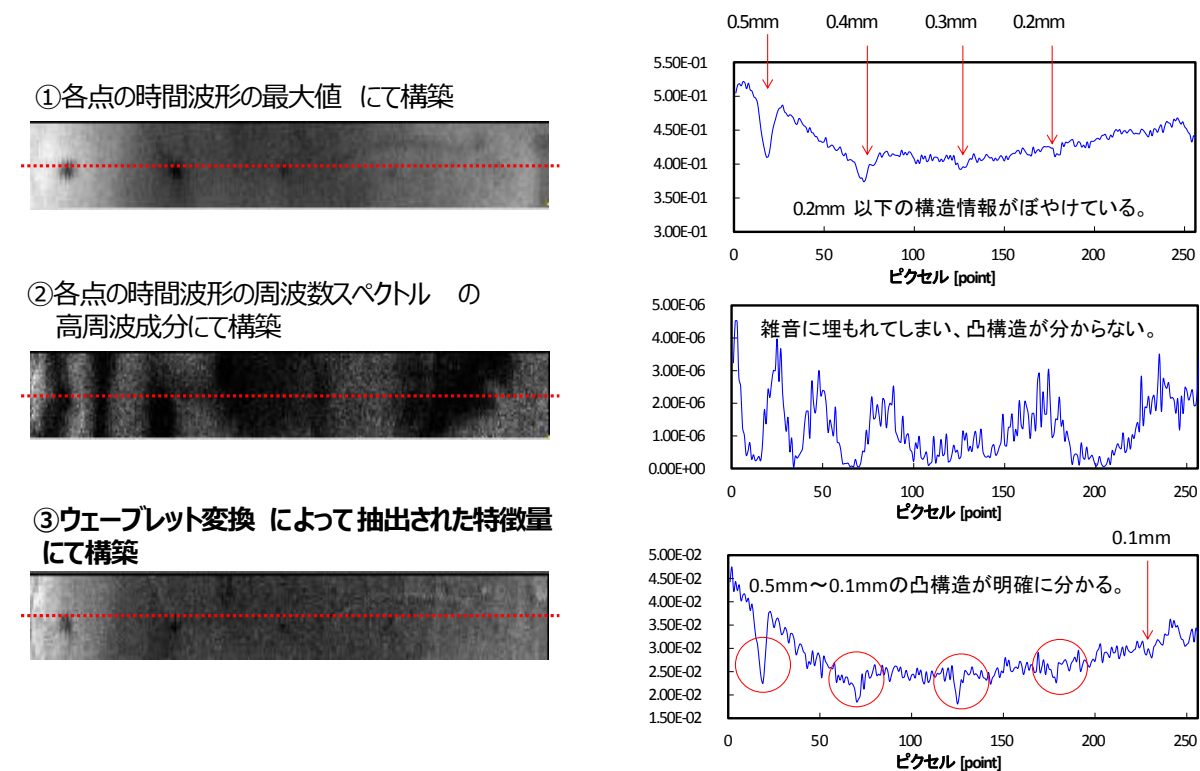 ①各点の時間波形の最大値 にて構築
0.5mm 0.4mm 0.3mm 0.2mm
5.50E-01
5.00E-01
4.50E-01
4.00E-01
3.50E-01
3.00E-01
0.2mm 以下の構造情報がぼやけている。
0 50 100 150 200 250
ピクセル [point]
②各点の時間波形の周波数スペクトル の
高周波成分にて構築
5.00E-06
4.00E-06
3.00E-06
2.00E-06
1.00E-06
0.00E+00
雑音に埋もれてしまい、凸構造が分からない。
0 50 100 150 200 250
ピクセル [point]
③ウェーブレット変換 によって抽出された特徴量
にて構築
0.1mm
5.00E-02
4.50E-02
4.00E-02
3.50E-02
3.00E-02
2.50E-02
2.00E-02
1.50E-02
0.5mm～0.1mmの凸構造が明確に分かる。
0 50 100 150 200 250
ピクセル [point]